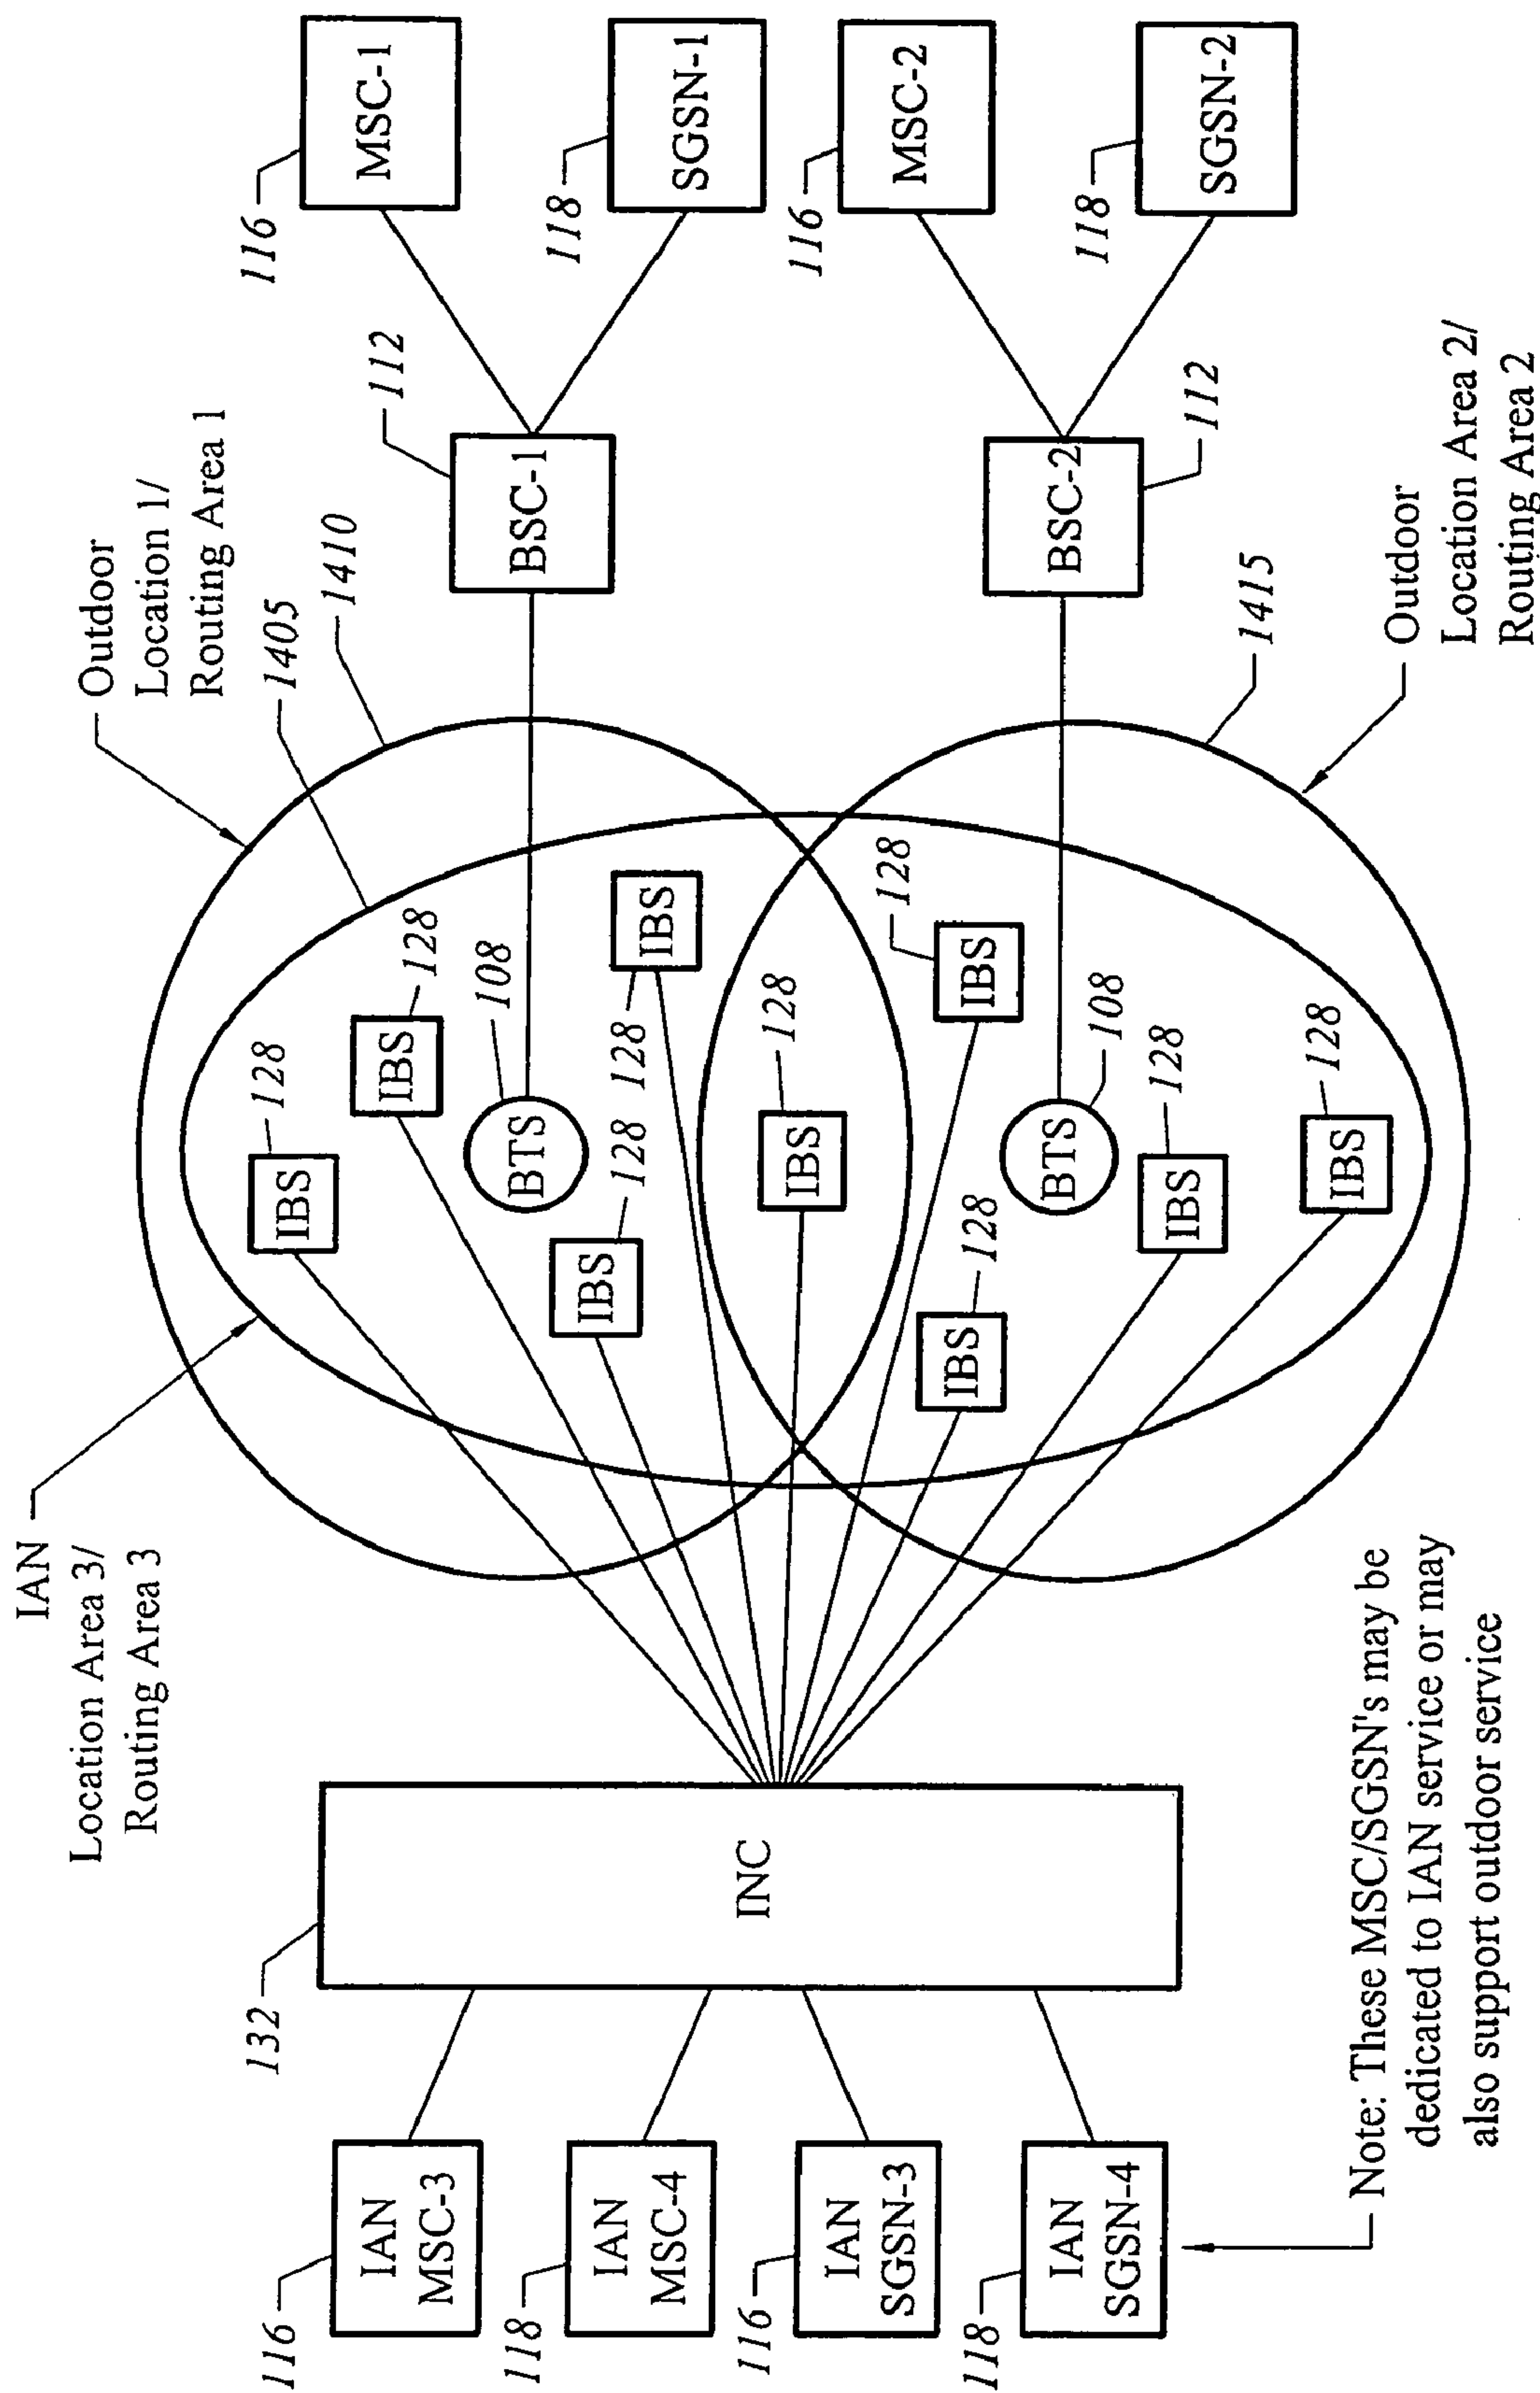 IAN
MSC-3
116
IAN
MSC-4
118
IAN
SGSN-3
116
IAN
SGSN-4
118
Note: These MSC/SGSN's may be
dedicated to IAN service or may
also support outdoor service
132
INC
IAN
Location Area 3/
Routing Area 3
Outdoor
Location 1/
Routing Area 1
1405
1410
IBS
128
IBS
128
BTS
108
IBS
128
IBS
128
IBS
128
IBS
128
IBS
128
BTS
108
IBS
128
IBS
128
1415
Outdoor
Location Area 2/
Routing Area 2
BSC-1
112
BSC-2
112
116
MSC-1
118
SGSN-1
116
MSC-2
118
SGSN-2